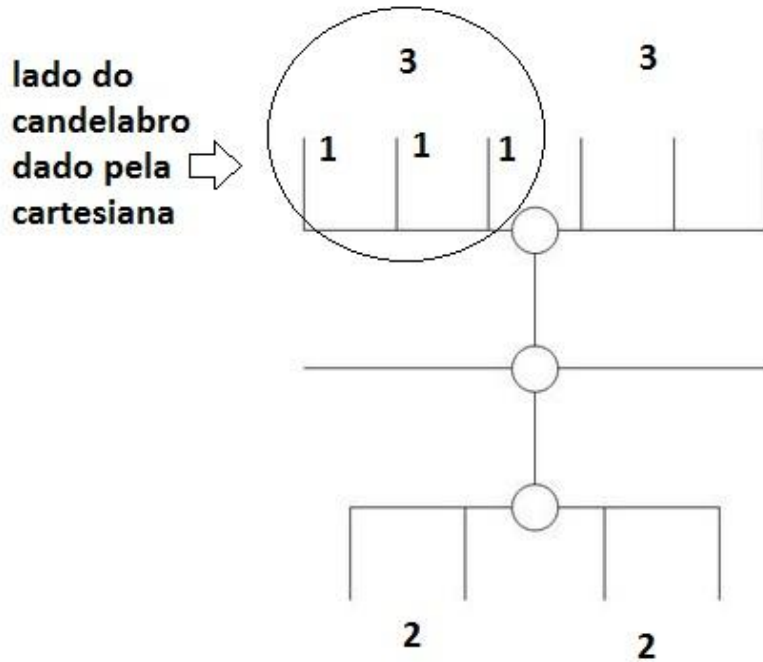 3 3
lado do
candelabro
dado pela
cartesiana
1 1 1
2 2